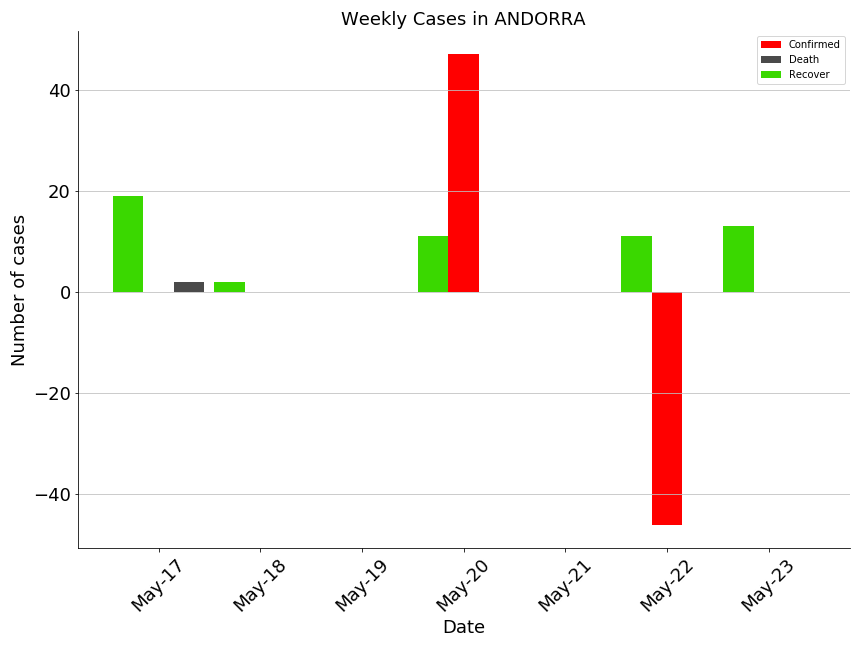 Weekly Cases in ANDORRA
Confirmed
Death
Recover
Number of cases
40
20
0
−20
−40
May-17
May-18
May-19
May-20
May-21
May-22
May-23
Date